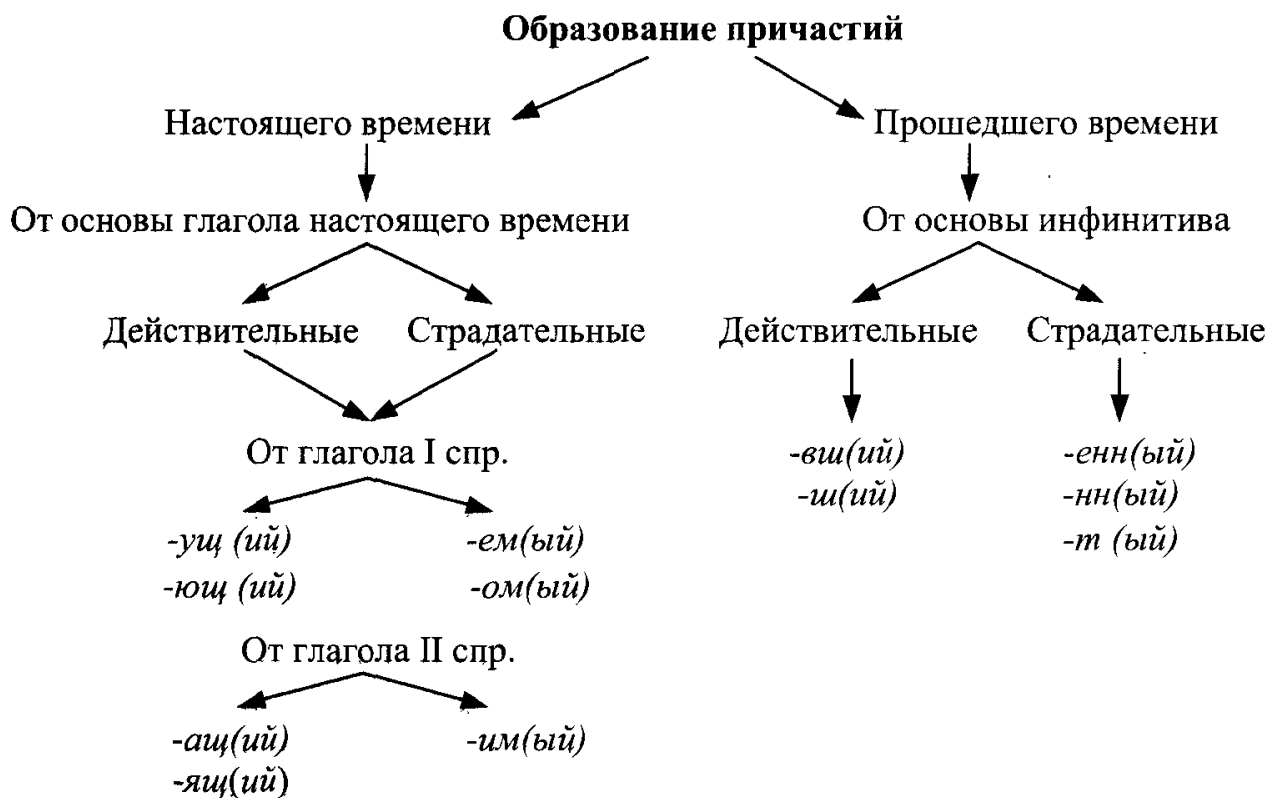 Образование причастий
Настоящего времени Прошедшего времени
От основы глагола настоящего времени От основы инфинитива
Действительные Страдательные Действительные Страдательные
От глагола I спр. -вш(ий) -енн(ый)
-ш(ий) -нн(ый)
-ущ (ий) -ем(ый) -т (ый)
-ющ (ий) -ом(ый)
От глагола II спр.
-ащ(ий) -им(ый)
-ящ(ий)